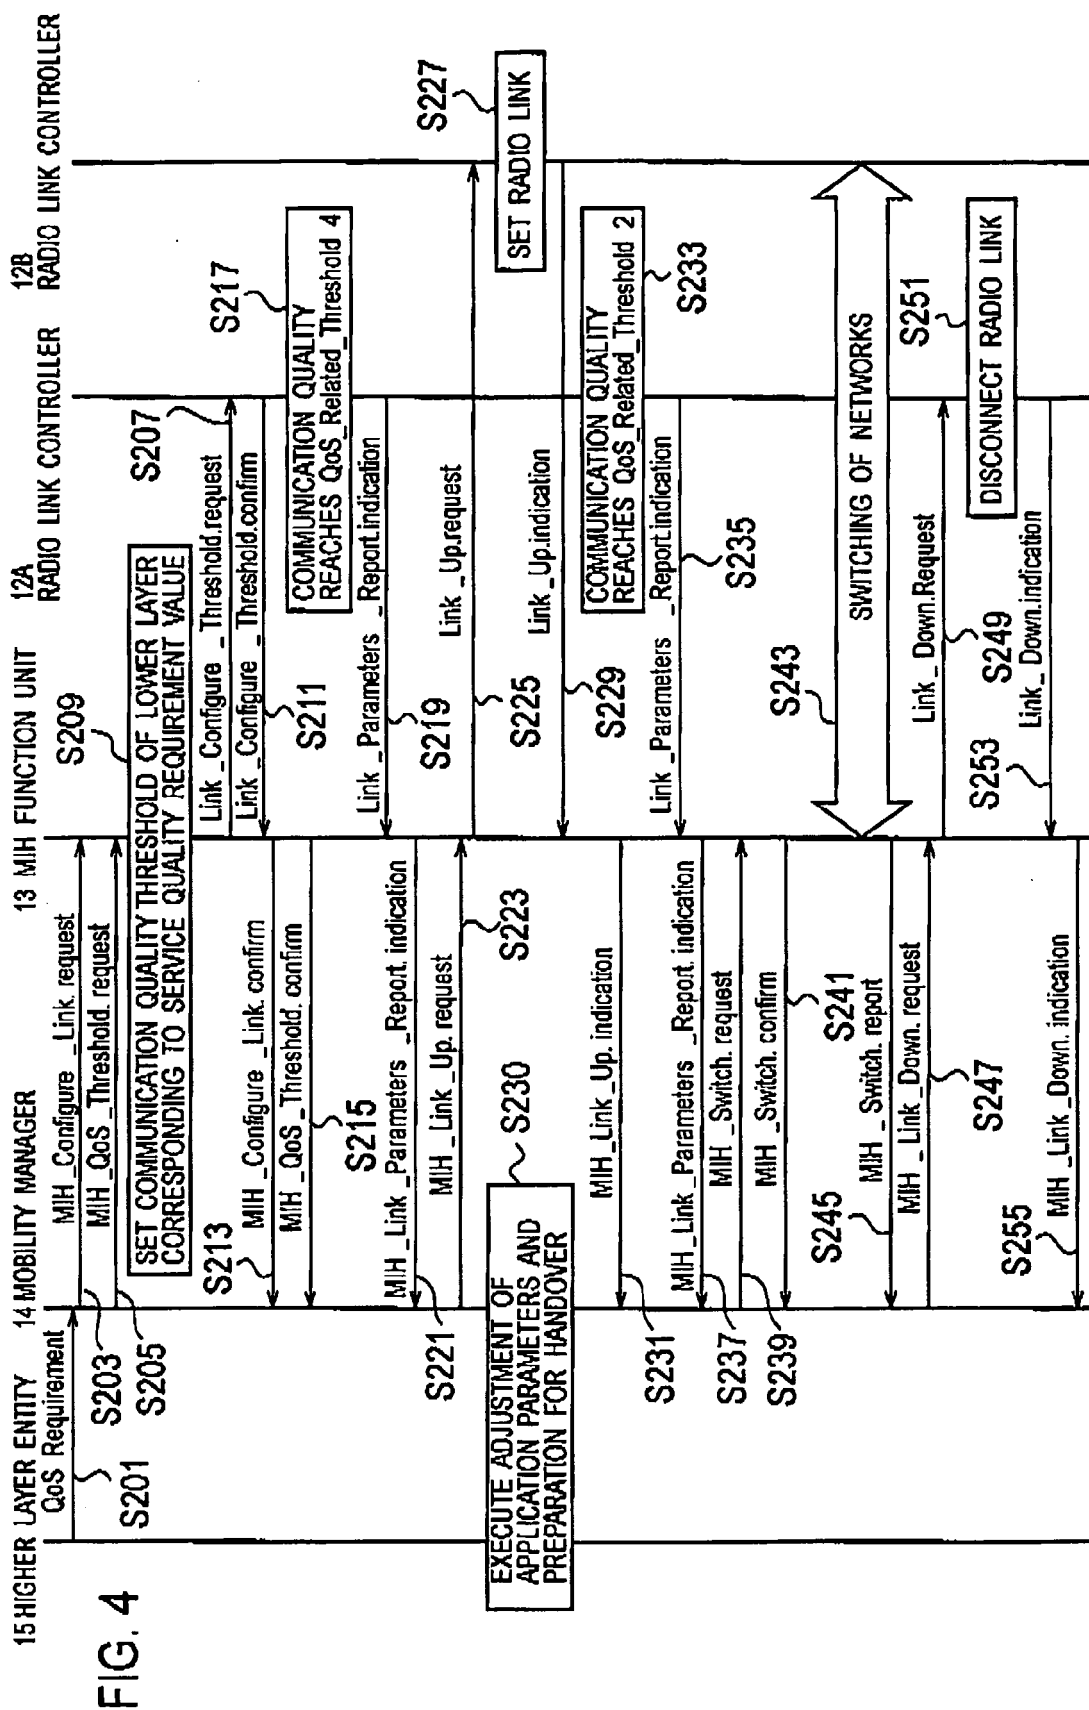 FIG. 4
15 HIGHER LAYER ENTITY
14 MOBILITY MANAGER
13 MIH FUNCTION UNIT
12A
RADIO LINK CONTROLLER
12B
RADIO LINK CONTROLLER
QoS Requirement
S201
MIH_Configure_Link.request
S203
MIH_QoS_Threshold.request
S205
S209
SET COMMUNICATION QUALITY THRESHOLD OF LOWER LAYER
CORRESPONDING TO SERVICE QUALITY REQUIREMENT VALUE
S207
Link_Configure_Threshold.request
Link_Configure_Threshold.confirm
S211
S213
MIH_Configure_Link.confirm
MIH_QoS_Threshold.confirm
S215
S217
COMMUNICATION QUALITY
REACHES QoS_Related_Threshold 4
Link_Parameters_Report.indication
S219
MIH_Link_Parameters_Report.indication
S221
MIH_Link_Up.request
S223
Link_Up.request
S225
S227
SET RADIO LINK
S230
EXECUTE ADJUSTMENT OF
APPLICATION PARAMETERS AND
PREPARATION FOR HANDOVER
Link_Up.indication
S229
MIH_Link_Up.indication
S231
COMMUNICATION QUALITY
REACHES QoS_Related_Threshold 2
S233
Link_Parameters_Report.indication
S235
MIH_Link_Parameters_Report.indication
S237
MIH_Switch.request
S239
MIH_Switch.confirm
S241
S243
SWITCHING OF NETWORKS
S245
MIH_Switch.report
MIH_Link_Down.request
S247
Link_Down.Request
S249
S251
DISCONNECT RADIO LINK
Link_Down.indication
S253
MIH_Link_Down.indication
S255